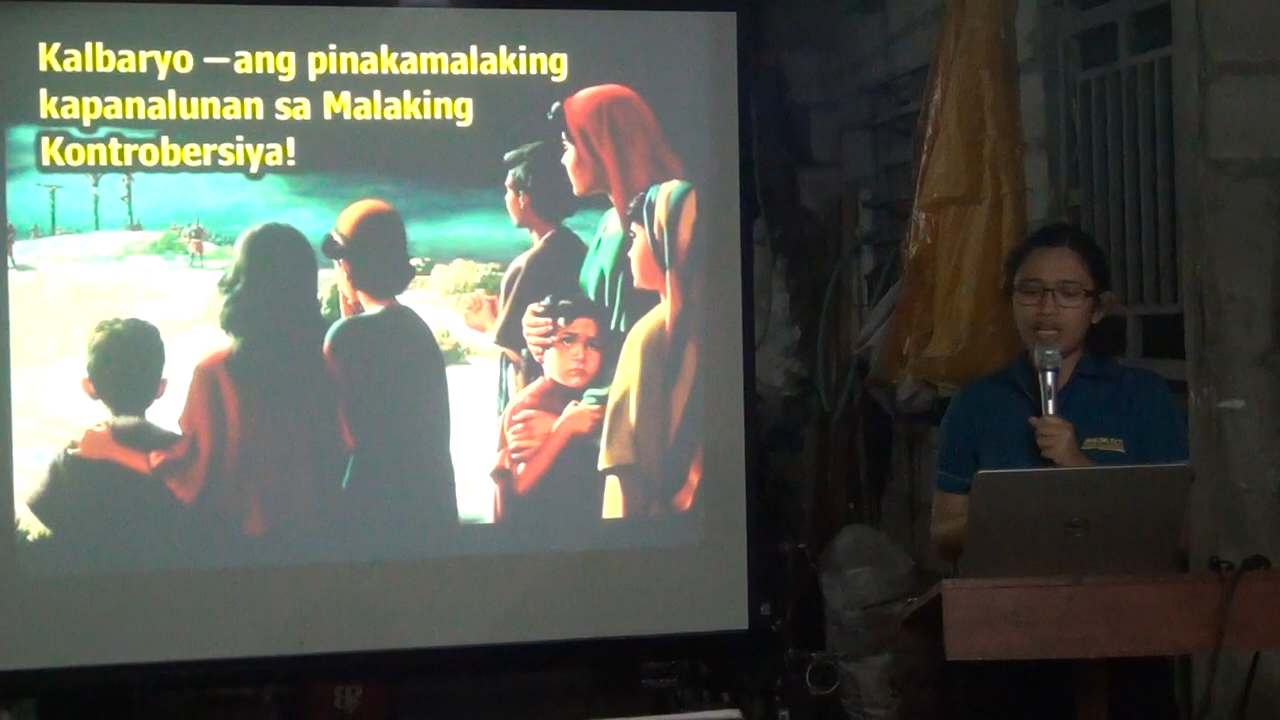 Kalbaryo —ang pinakamalaking
kapanalunan sa Malaking
Kontrobersiya!